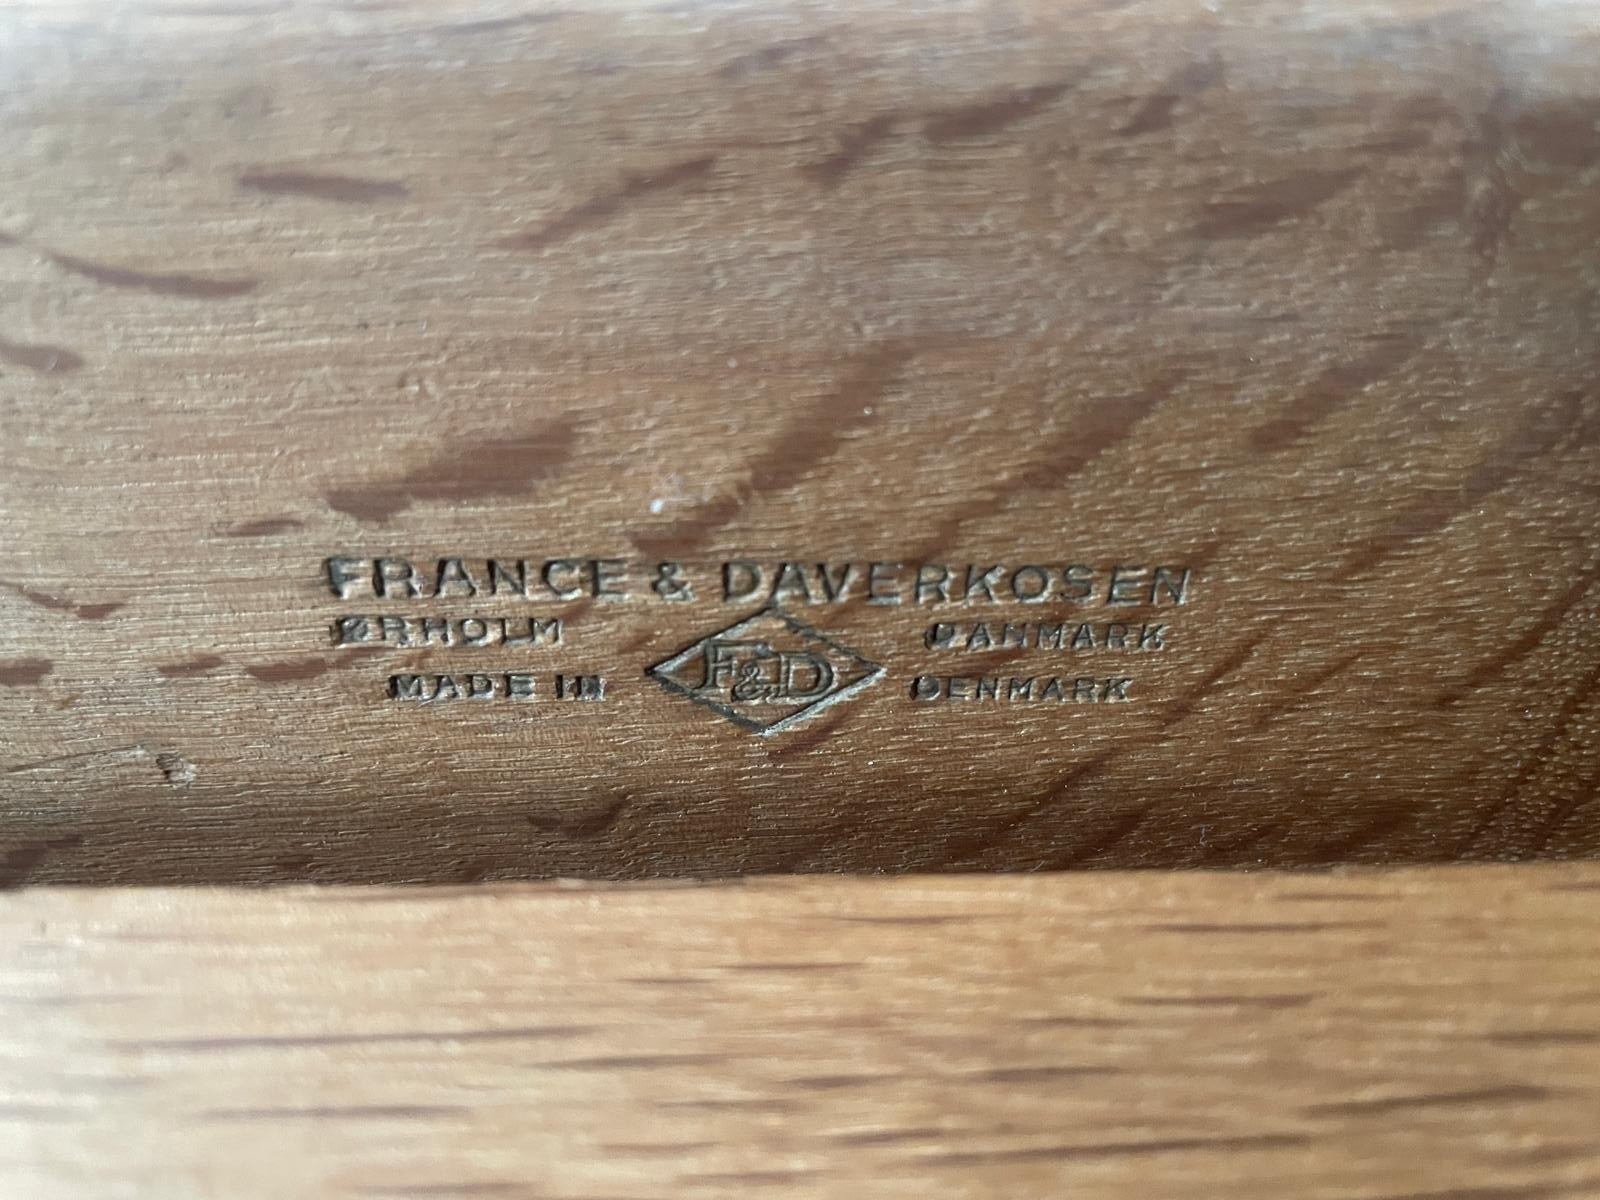 FRANCE & DAVERKOSEN
ØRHOLM DANMARK
F&D
MADE IN DENMARK